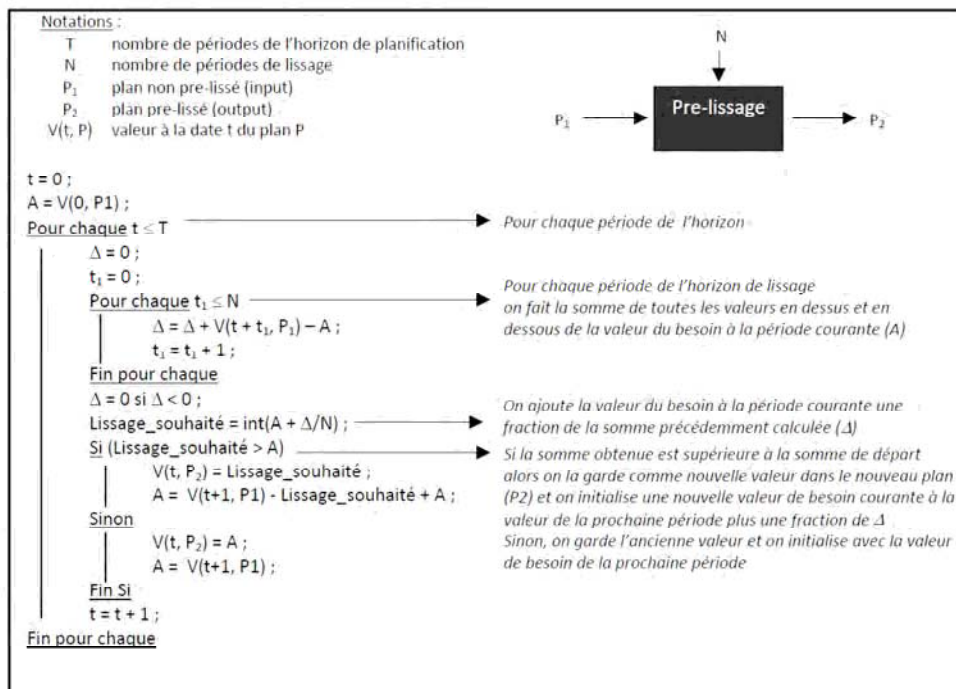 Notations :
T nombre de périodes de l'horizon de planification
N nombre de périodes de lissage
P₁ plan non pre-lissé (input)
P₂ plan pre-lissé (output)
V(t, P) valeur à la date t du plan P
N
P₁
Pre-lissage
P₂
t = 0 ;
A = V(0, P1) ;
Pour chaque t ≤ T
Pour chaque période de l'horizon
Δ = 0 ;
t₁ = 0 ;
Pour chaque t₁ ≤ N
Pour chaque période de l'horizon de lissage
on fait la somme de toutes les valeurs en dessus et en
dessous de la valeur du besoin à la période courante (A)
Δ = Δ + V(t + t₁, P₁) – A ;
t₁ = t₁ + 1 ;
Fin pour chaque
Δ = 0 si Δ < 0 ;
Lissage_souhaité = int(A + Δ/N) ;
On ajoute la valeur du besoin à la période courante une
fraction de la somme précédemment calculée (Δ)
Si (Lissage_souhaité > A)
Si la somme obtenue est supérieure à la somme de départ
alors on la garde comme nouvelle valeur dans le nouveau plan
(P2) et on initialise une nouvelle valeur de besoin courante à la
valeur de la prochaine période plus une fraction de Δ
V(t, P₂) = Lissage_souhaité ;
A = V(t+1, P1) - Lissage_souhaité + A ;
Sinon
Sinon, on garde l'ancienne valeur et on initialise avec la valeur
de besoin de la prochaine période
V(t, P₂) = A ;
A = V(t+1, P1) ;
Fin Si
t = t + 1 ;
Fin pour chaque